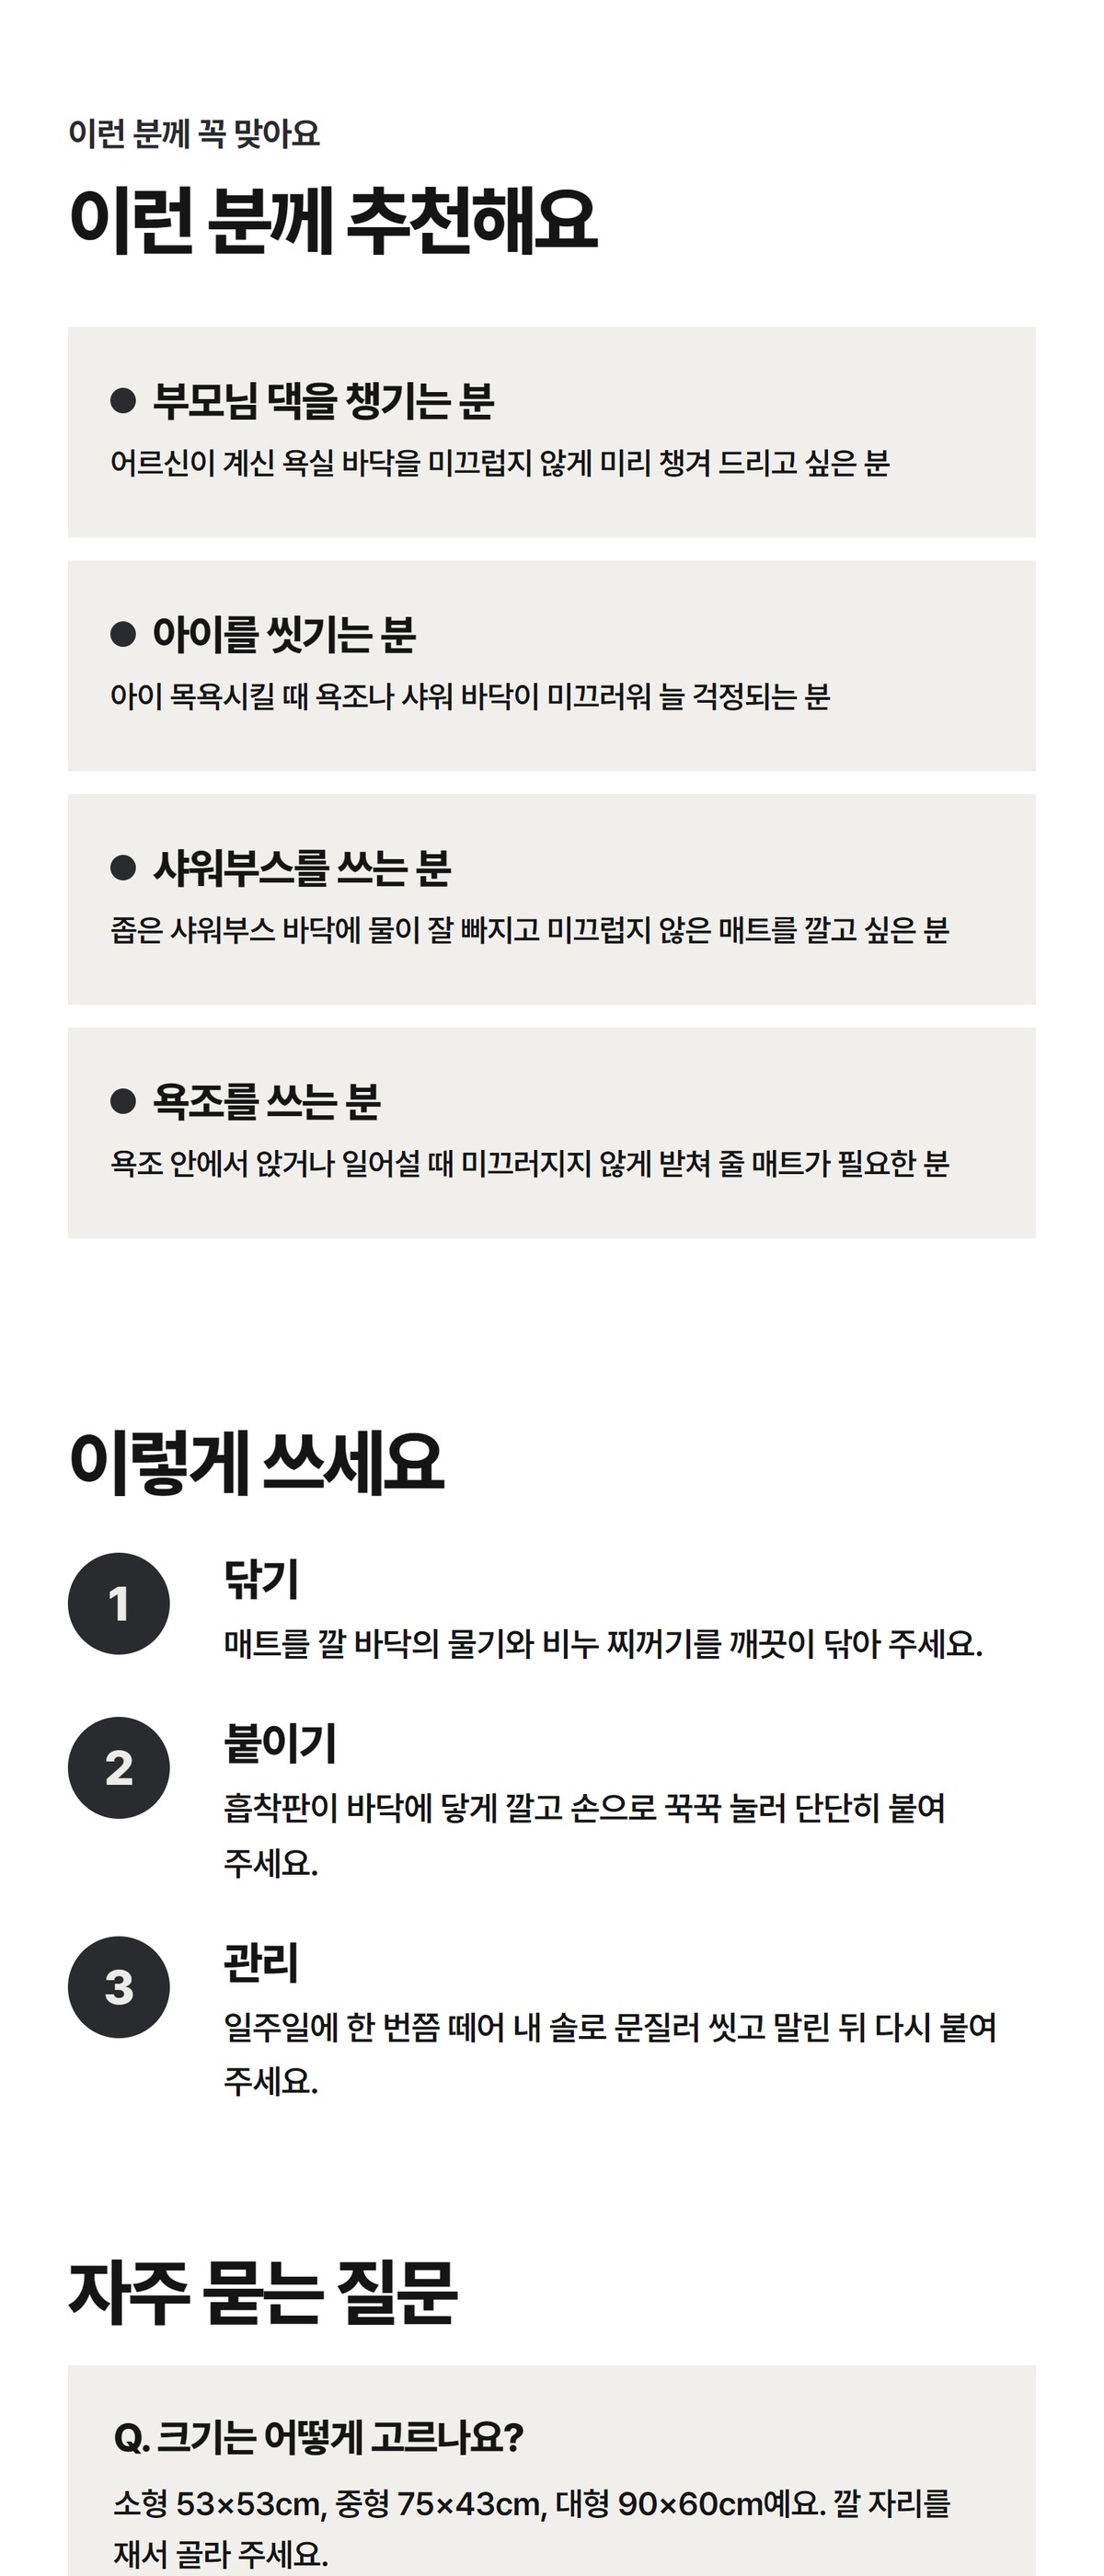 이런 분께 꼭 맞아요
이런 분께 추천해요
부모님 댁을 챙기는 분
어르신이 계신 욕실 바닥을 미끄럽지 않게 미리 챙겨 드리고 싶은 분
아이를 씻기는 분
아이 목욕시킬 때 욕조나 샤워 바닥이 미끄러워 늘 걱정되는 분
샤워부스를 쓰는 분
좁은 샤워부스 바닥에 물이 잘 빠지고 미끄럽지 않은 매트를 깔고 싶은 분
욕조를 쓰는 분
욕조 안에서 앉거나 일어설 때 미끄러지지 않게 받쳐 줄 매트가 필요한 분
이렇게 쓰세요
1
닦기
매트를 깔 바닥의 물기와 비누 찌꺼기를 깨끗이 닦아 주세요.
2
붙이기
흡착판이 바닥에 닿게 깔고 손으로 꾹꾹 눌러 단단히 붙여
주세요.
3
관리
일주일에 한 번쯤 떼어 내 솔로 문질러 씻고 말린 뒤 다시 붙여
주세요.
자주 묻는 질문
Q. 크기는 어떻게 고르나요?
소형 53×53cm, 중형 75×43cm, 대형 90×60cm예요. 깔 자리를
재서 골라 주세요.